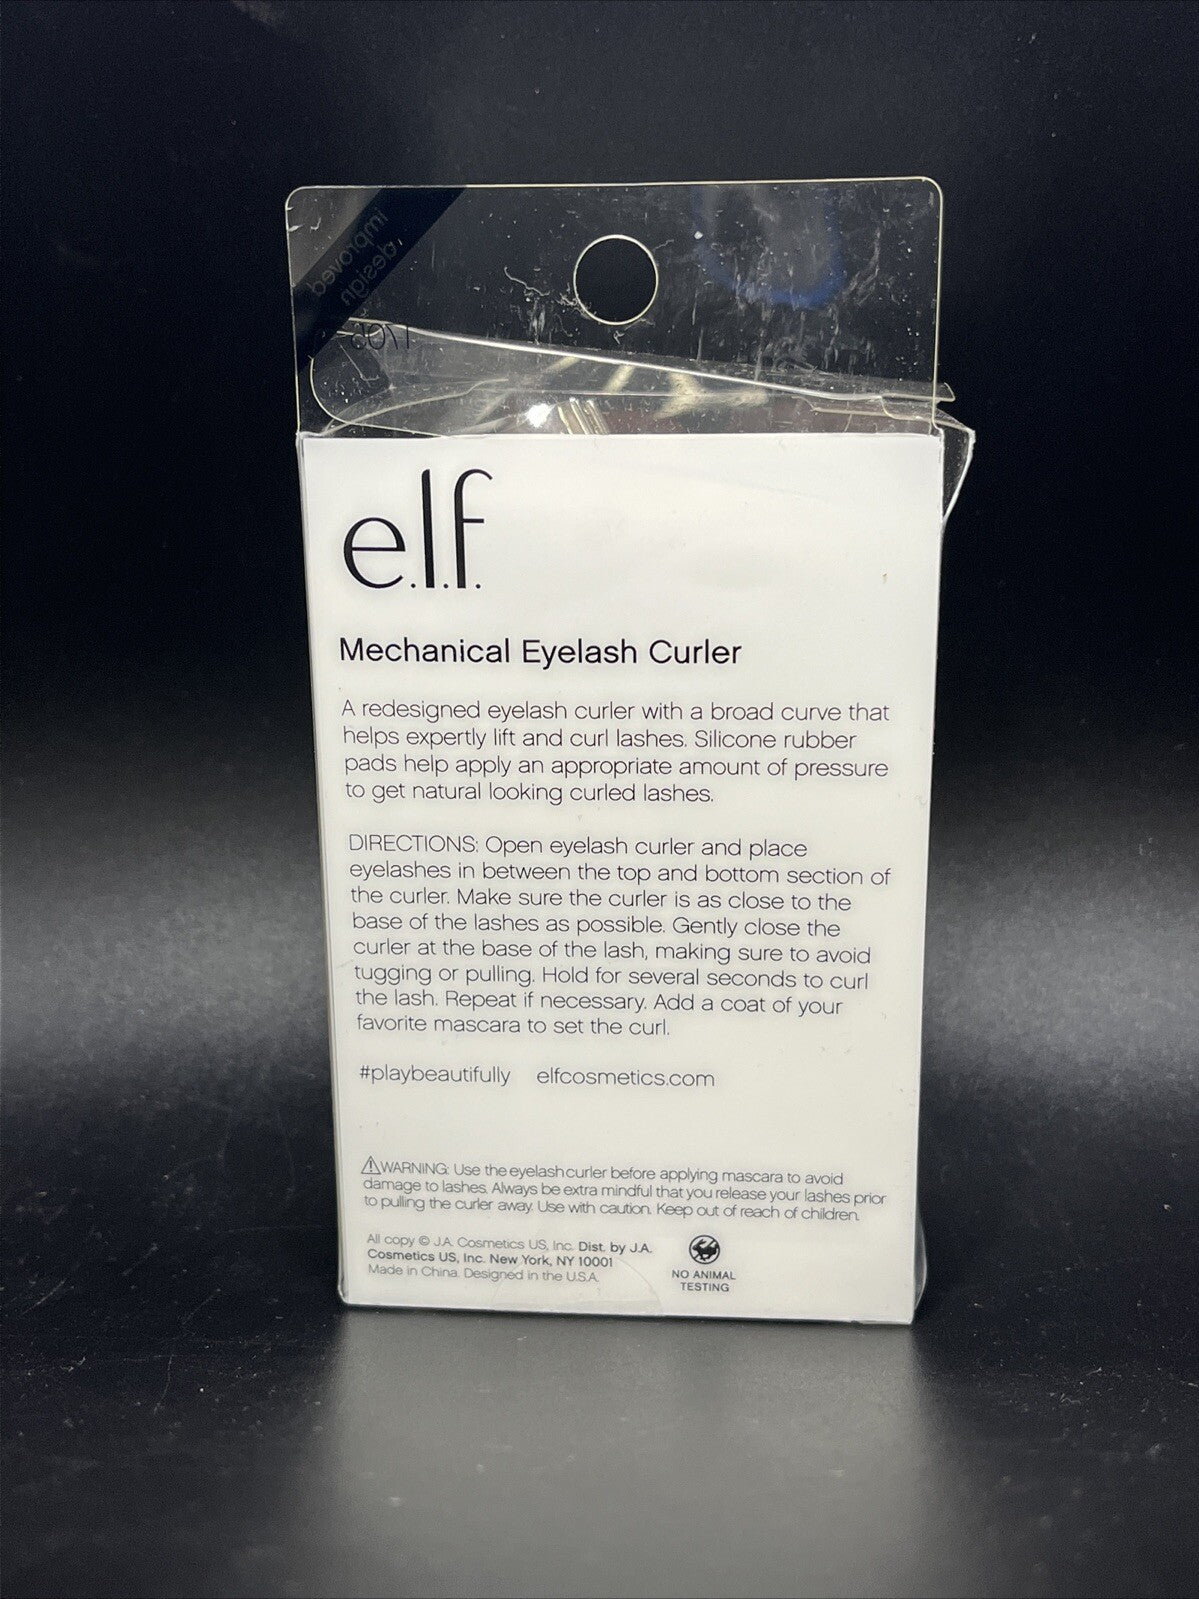 improved
design
1705
e.l.f.
Mechanical Eyelash Curler
A redesigned eyelash curler with a broad curve that
helps expertly lift and curl lashes. Silicone rubber
pads help apply an appropriate amount of pressure
to get natural looking curled lashes.
DIRECTIONS: Open eyelash curler and place
eyelashes in between the top and bottom section of
the curler. Make sure the curler is as close to the
base of the lashes as possible. Gently close the
curler at the base of the lash, making sure to avoid
tugging or pulling. Hold for several seconds to curl
the lash. Repeat if necessary. Add a coat of your
favorite mascara to set the curl.
#playbeautifully elfcosmetics.com
⚠WARNING: Use the eyelash curler before applying mascara to avoid
damage to lashes. Always be extra mindful that you release your lashes prior
to pulling the curler away. Use with caution. Keep out of reach of children.
All copy © J.A. Cosmetics US, Inc. Dist. by J.A.
Cosmetics US, Inc. New York, NY 10001
Made in China. Designed in the U.S.A.
NO ANIMAL
TESTING